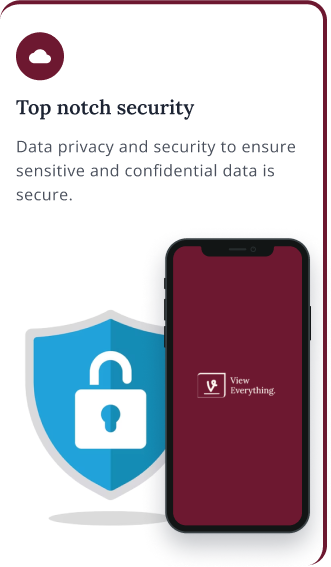 Top notch security
Data privacy and security to ensure
sensitive and confidential data is
secure.
View
Everything.